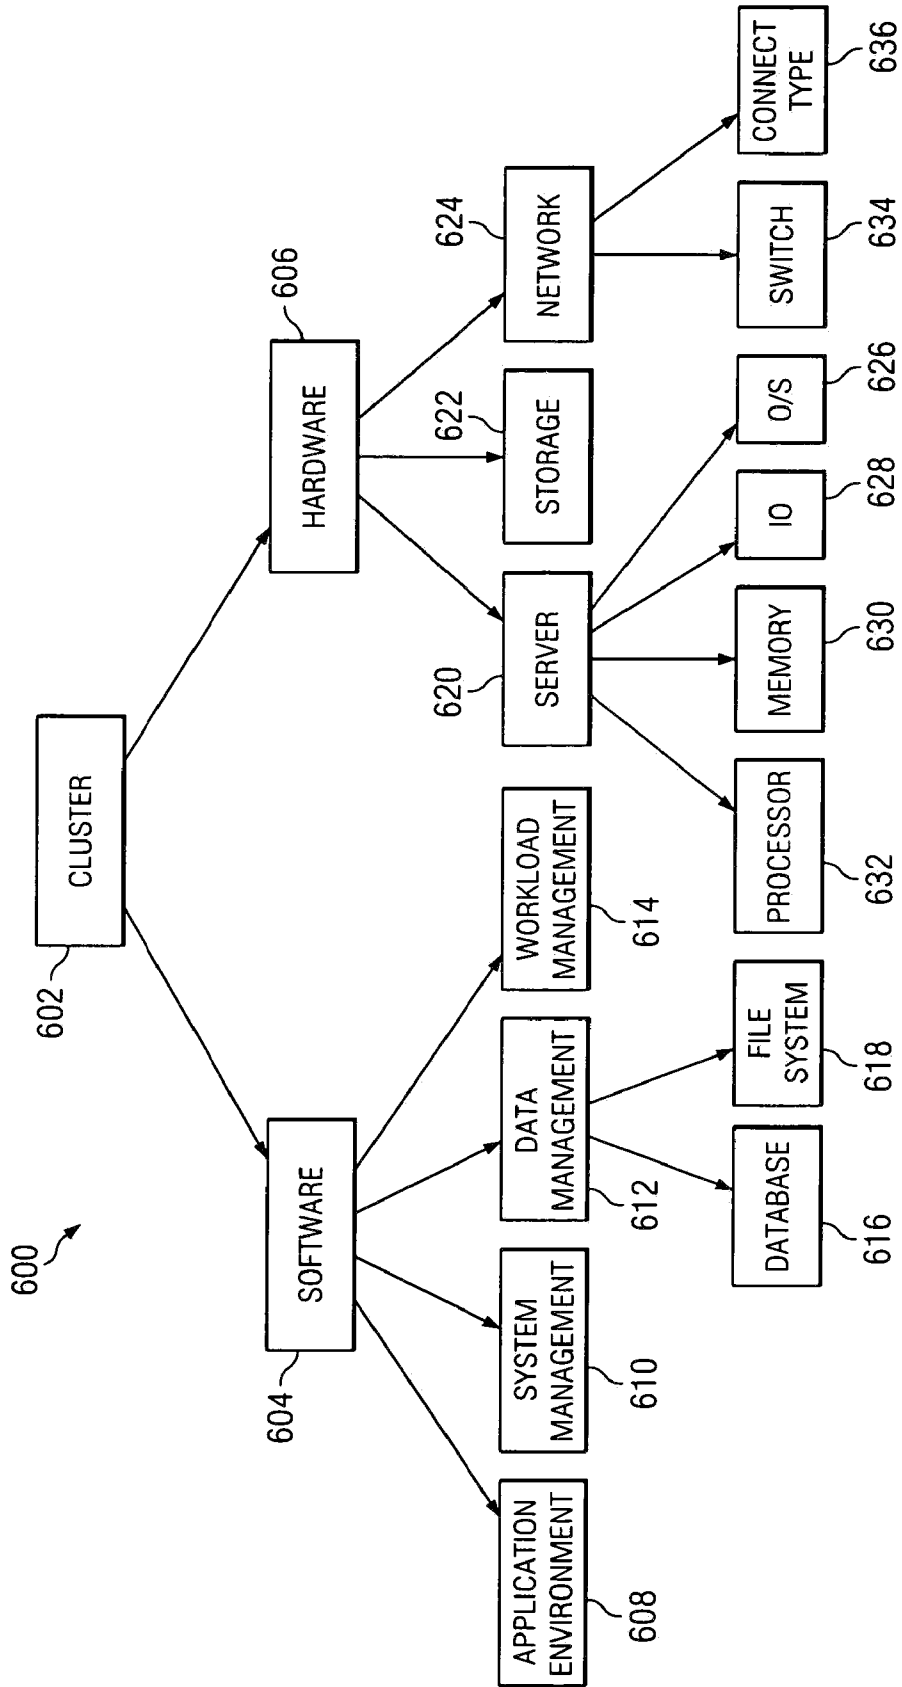 600
602
CLUSTER
604
SOFTWARE
606
HARDWARE
APPLICATION
ENVIRONMENT
608
SYSTEM
MANAGEMENT
610
DATA
MANAGEMENT
612
WORKLOAD
MANAGEMENT
614
620
SERVER
622
STORAGE
624
NETWORK
DATABASE
616
FILE
SYSTEM
618
PROCESSOR
632
MEMORY
630
IO
628
O/S
626
SWITCH
634
CONNECT
TYPE
636